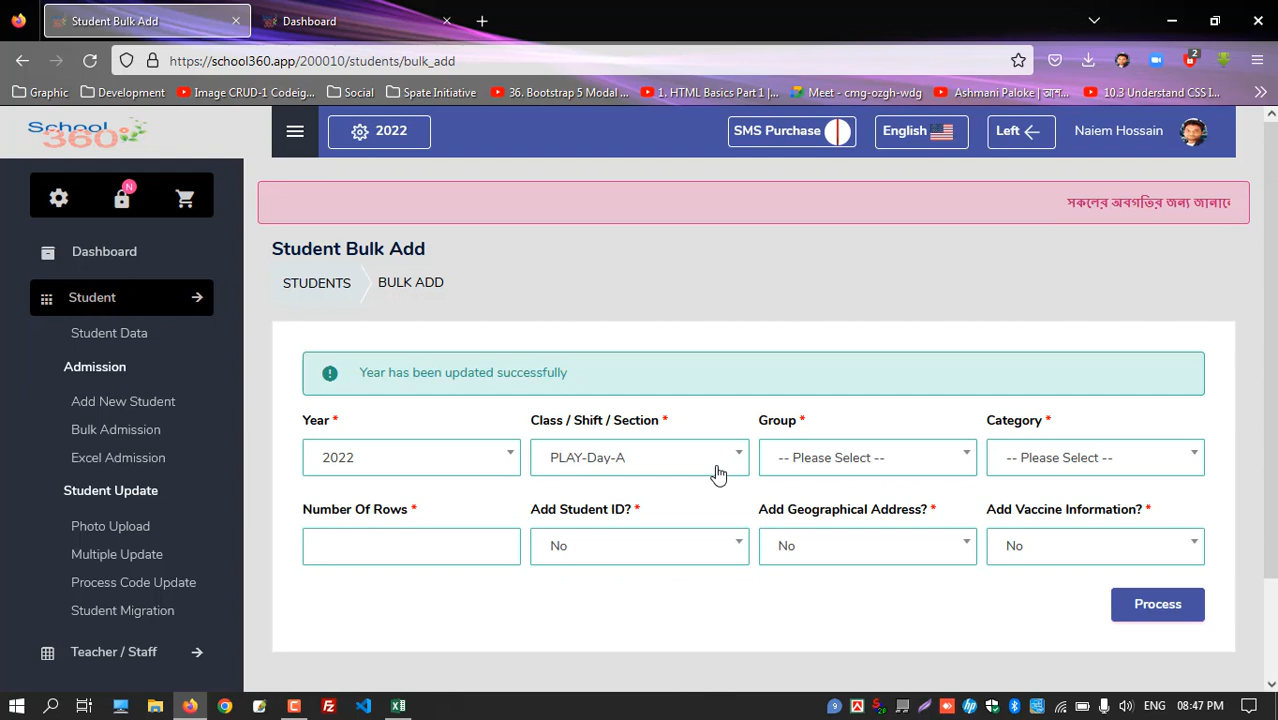 Student Bulk Add
Dashboard
https://school360.app/200010/students/bulk_add
2
Graphic
Development
Image CRUD-1 Codeig...
Social
Spate Initiative
36. Bootstrap 5 Modal ...
1. HTML Basics Part 1 |...
Meet - cmg-ozgh-wdg
Ashmani Paloke | আশ...
10.3 Understand CSS I...
School 360°
2022
SMS Purchase
English
Left
Naiem Hossain
N
সকলের অবগতির জন্য জানানো
Dashboard
Student
Student Data
Admission
Add New Student
Bulk Admission
Excel Admission
Student Update
Photo Upload
Multiple Update
Process Code Update
Student Migration
Teacher / Staff
Student Bulk Add
STUDENTS
BULK ADD
Year has been updated successfully
Year *
Class / Shift / Section *
Group *
Category *
2022
PLAY-Day-A
-- Please Select --
-- Please Select --
Number Of Rows *
Add Student ID? *
Add Geographical Address? *
Add Vaccine Information? *
No
No
No
Process
ENG
08:47 PM